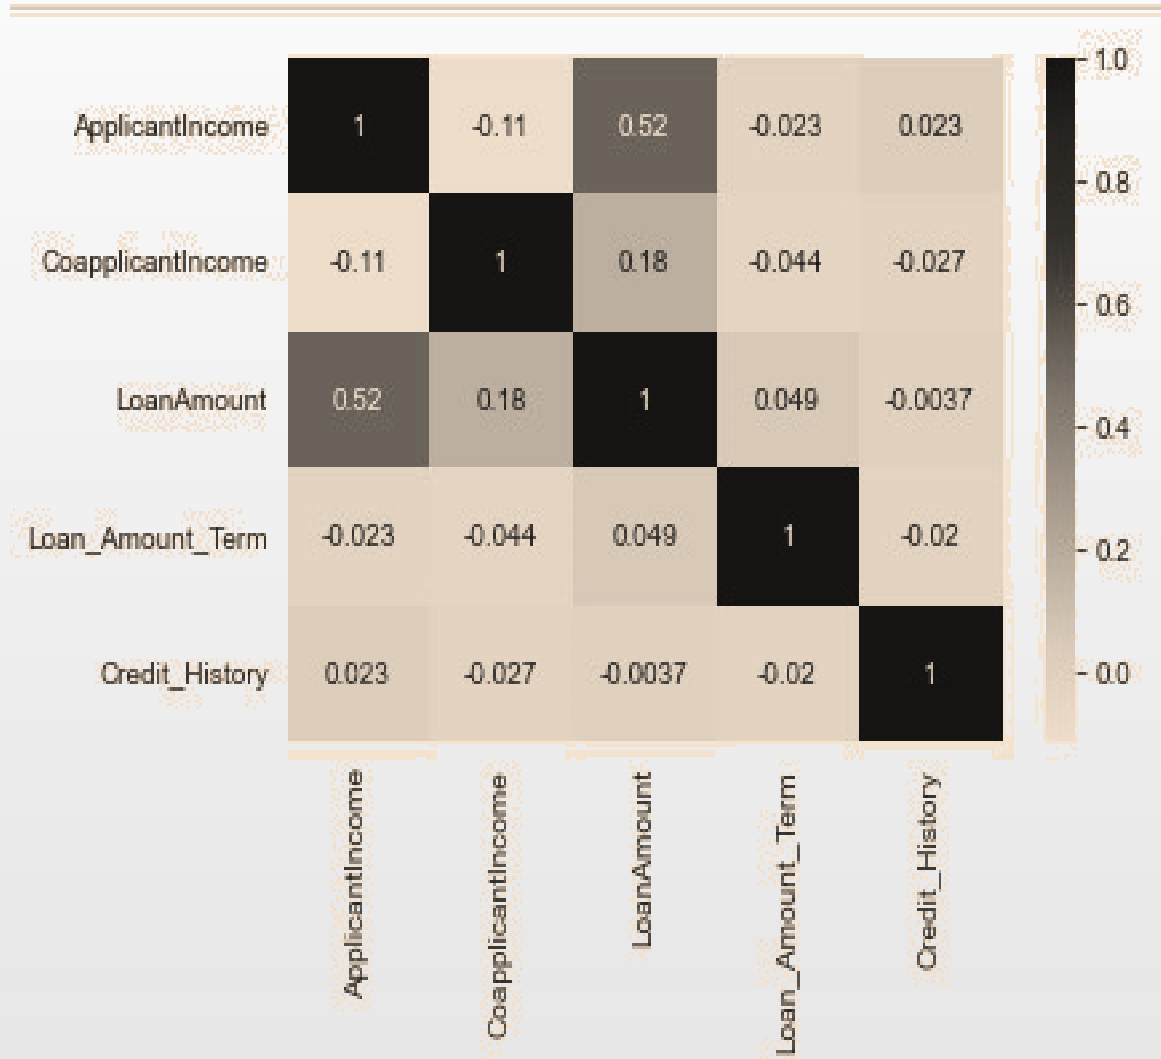 1.0
ApplicantIncome 1 -0.11 0.52 -0.023 0.023
0.8
CoapplicantIncome -0.11 1 0.18 -0.044 -0.027
0.6
LoanAmount 0.52 0.18 1 0.049 -0.0037
0.4
Loan_Amount_Term -0.023 -0.044 0.049 1 -0.02
0.2
Credit_History 0.023 -0.027 -0.0037 -0.02 1
0.0
ApplicantIncome
CoapplicantIncome
LoanAmount
Loan_Amount_Term
Credit_History